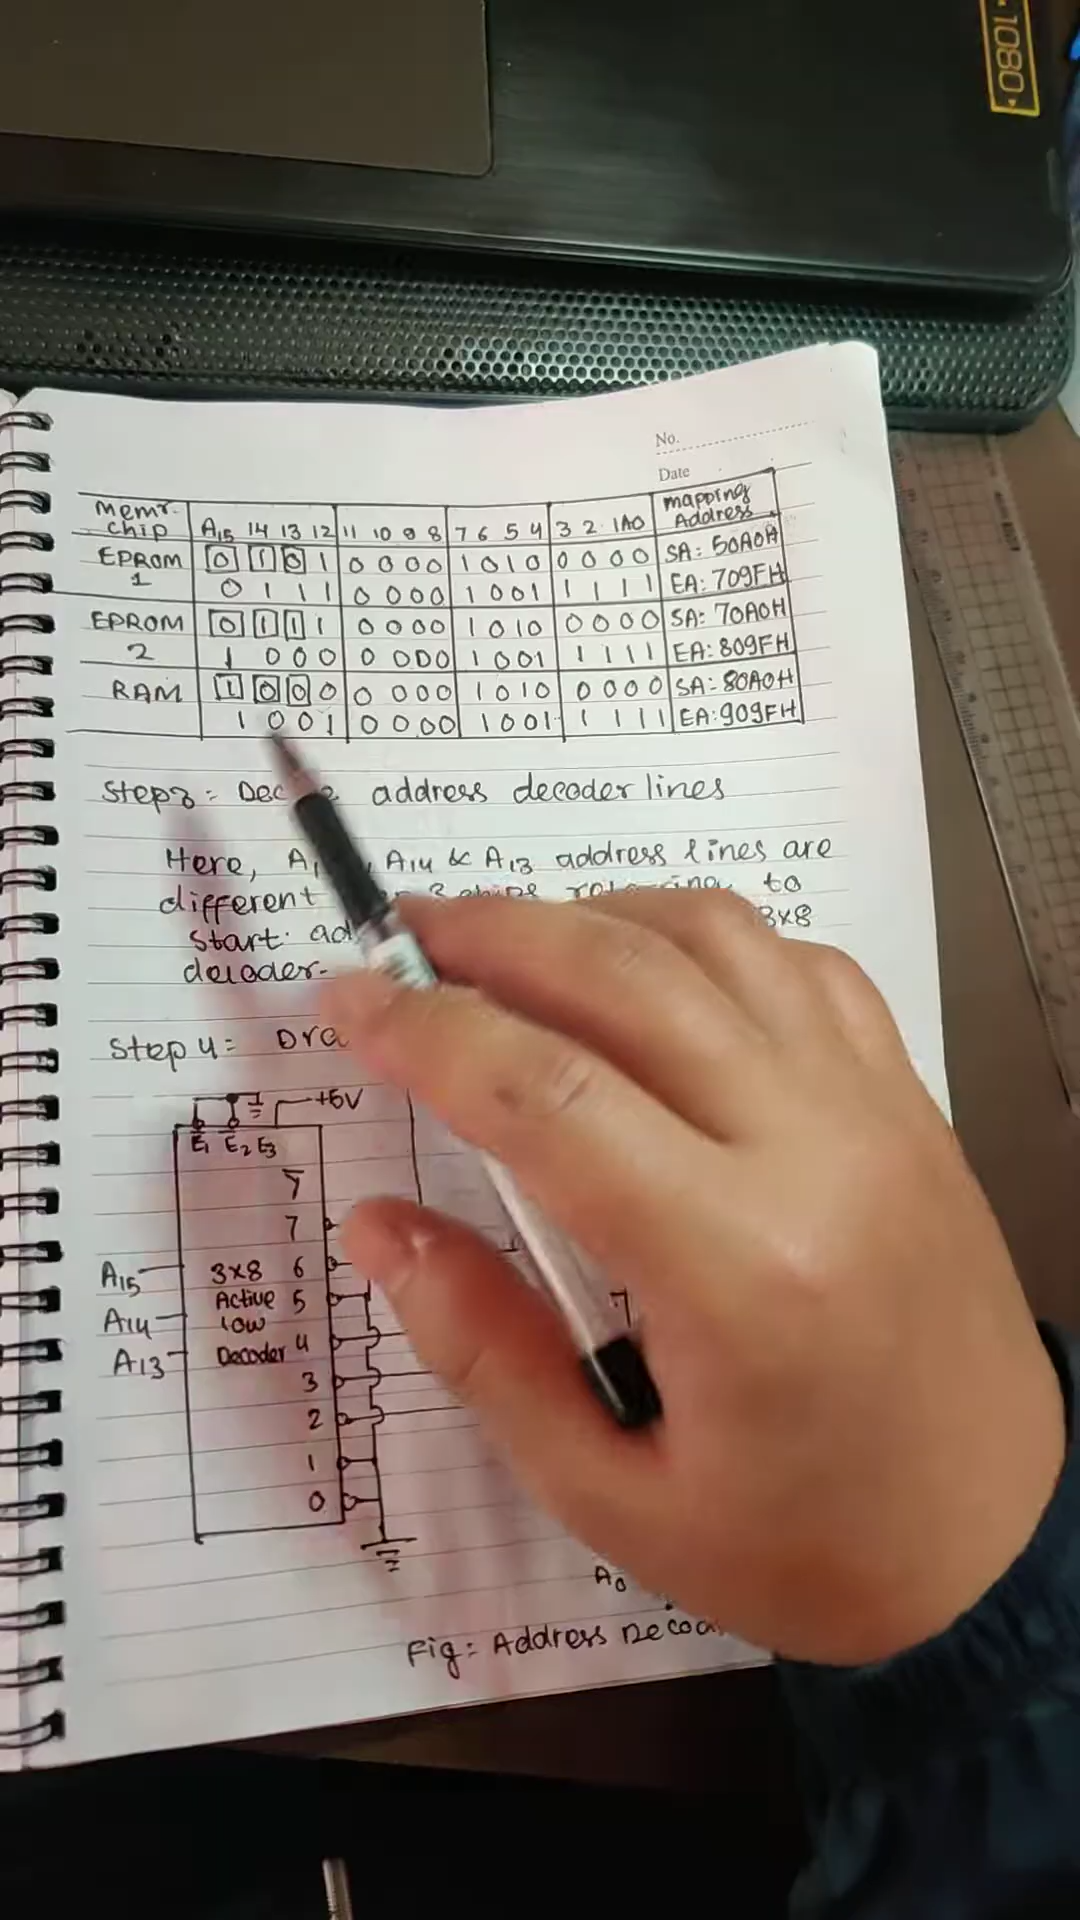 ·1080·
No.
Date
Memr. chip A15 14 13 12 11 10 9 8 7 6 5 4 3 2 1A0 mapping Address
EPROM 1 0 1 0 1 0 0 0 0 1 0 1 0 0 0 0 0 SA: 50A0H
0 1 1 1 0 0 0 0 1 0 0 1 1 1 1 1 EA: 709FH
EPROM 2 0 1 1 1 0 0 0 0 1 0 1 0 0 0 0 0 SA: 70A0H
1 0 0 0 0 0 0 0 1 0 0 1 1 1 1 1 EA: 809FH
RAM 1 0 0 0 0 0 0 0 1 0 1 0 0 0 0 0 SA: 80A0H
1 0 0 1 0 0 0 0 1 0 0 1 1 1 1 1 EA: 909FH
Step3: address decoder lines
Here, A14 & A13 address lines are
different to
start 3x8
decoder.
Step 4:
+5V
E1 E2 E3
Y
7
A15 3x8 6
Active 5
A14 low
Decoder 4
A13
3
2
1
0
7
A0
Fig: Address